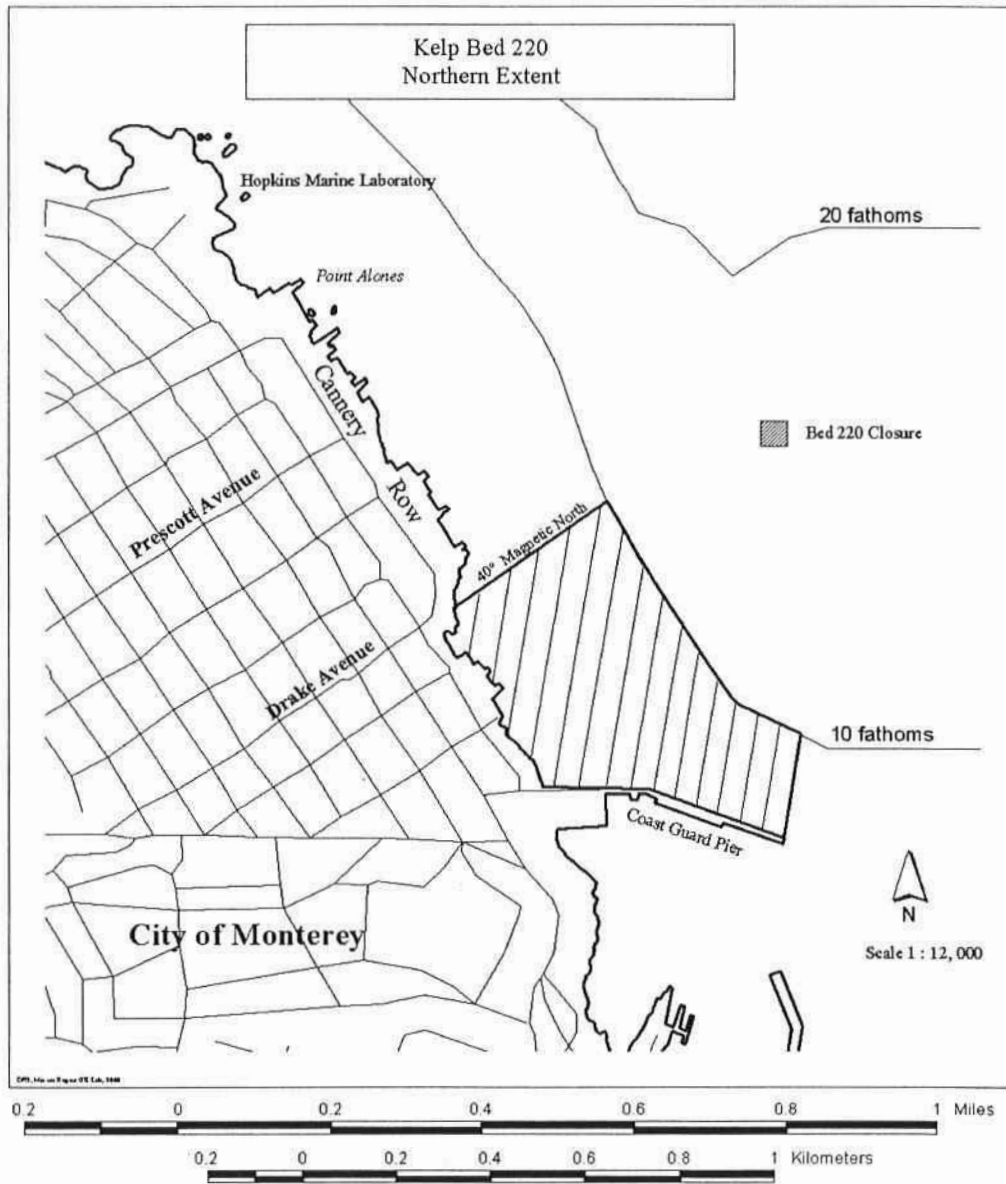 Kelp Bed 220
Northern Extent
Hopkins Marine Laboratory
20 fathoms
Point Alones
Cannery
Row
Bed 220 Closure
Prescott Avenue
40° Magnetic North
Drake Avenue
10 fathoms
Coast Guard Pier
N
City of Monterey
Scale 1 : 12, 000
0.2 0 0.2 0.4 0.6 0.8 1 Miles
0.2 0 0.2 0.4 0.6 0.8 1 Kilometers